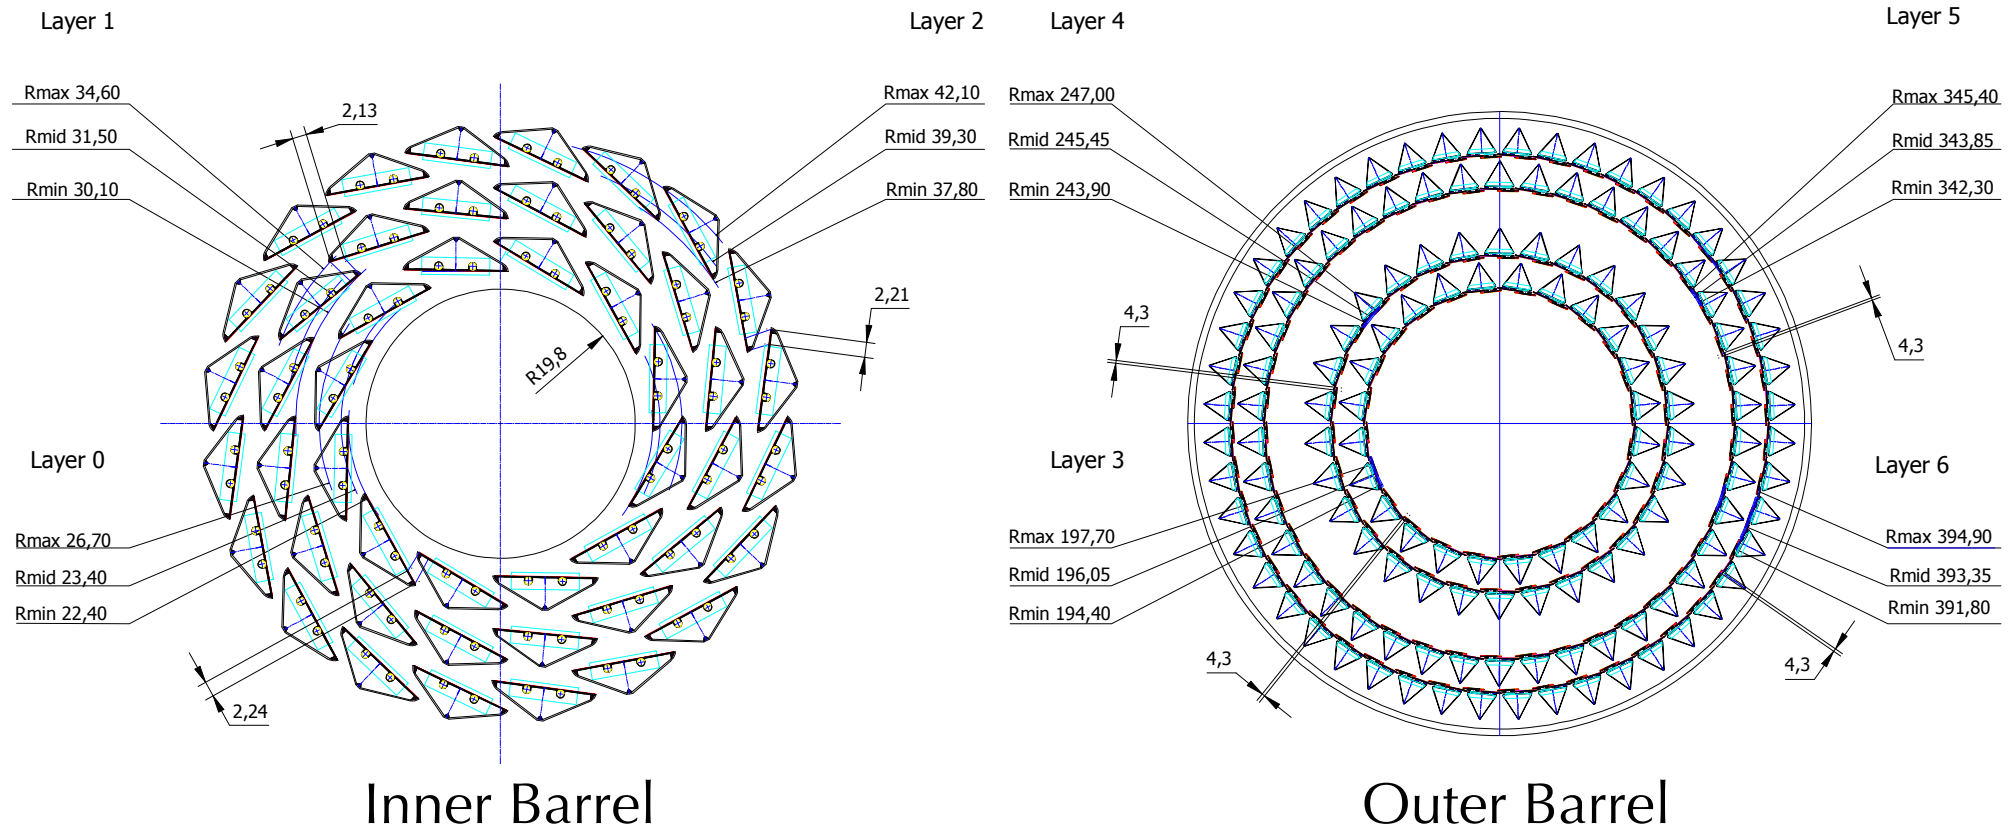 Layer 1
Layer 2
Rmax 34,60
Rmid 31,50
Rmin 30,10
2,13
Rmax 42,10
Rmid 39,30
Rmin 37,80
2,21
R19,8
Layer 0
Rmax 26,70
Rmid 23,40
Rmin 22,40
2,24
Inner Barrel
Layer 4
Layer 5
Rmax 247,00
Rmid 245,45
Rmin 243,90
Rmax 345,40
Rmid 343,85
Rmin 342,30
4,3
4,3
Layer 3
Layer 6
Rmax 197,70
Rmid 196,05
Rmin 194,40
Rmax 394,90
Rmid 393,35
Rmin 391,80
4,3
4,3
Outer Barrel